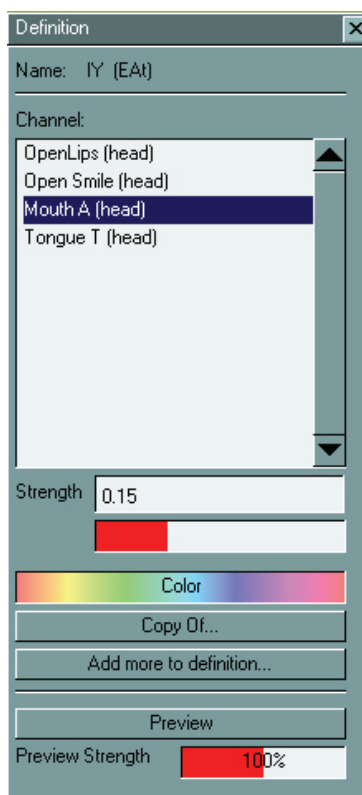 Definition
Name: IY (EAt)
Channel:
OpenLips (head)
Open Smile (head)
Mouth A (head)
Tongue T (head)
Strength 0.15
Color
Copy Of...
Add more to definition...
Preview
Preview Strength 100%